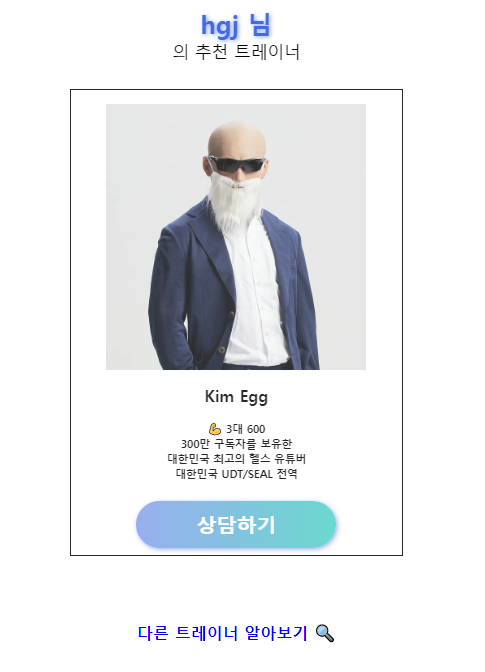 hgj 님
의 추천 트레이너
Kim Egg
💪 3대 600
300만 구독자를 보유한
대한민국 최고의 헬스 유튜버
대한민국 UDT/SEAL 전역
상담하기
다른 트레이너 알아보기 🔍